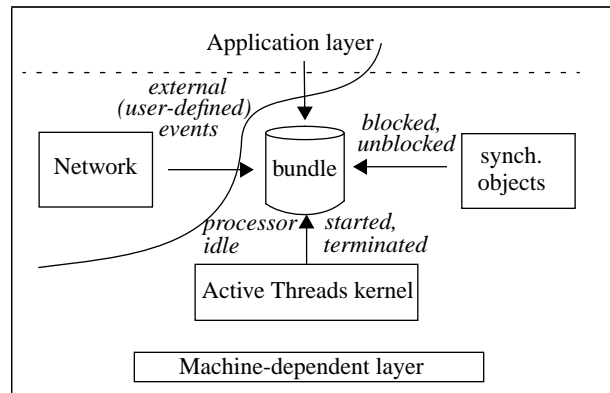 Application layer
external
(user-defined)
events
blocked,
unblocked
Network
bundle
synch.
objects
processor
idle
started,
terminated
Active Threads kernel
Machine-dependent layer